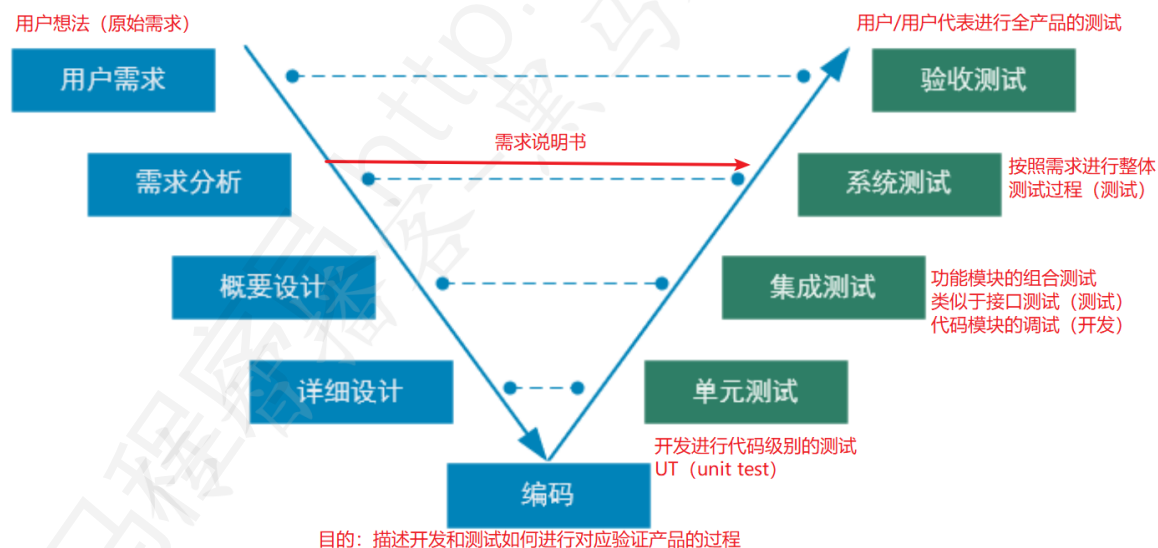 用户想法（原始需求）
用户/用户代表进行全产品的测试
用户需求
验收测试
需求说明书
需求分析
系统测试
按照需求进行整体
测试过程（测试）
概要设计
集成测试
功能模块的组合测试
类似于接口测试（测试）
代码模块的调试（开发）
详细设计
单元测试
开发进行代码级别的测试
UT（unit test）
编码
目的：描述开发和测试如何进行对应验证产品的过程